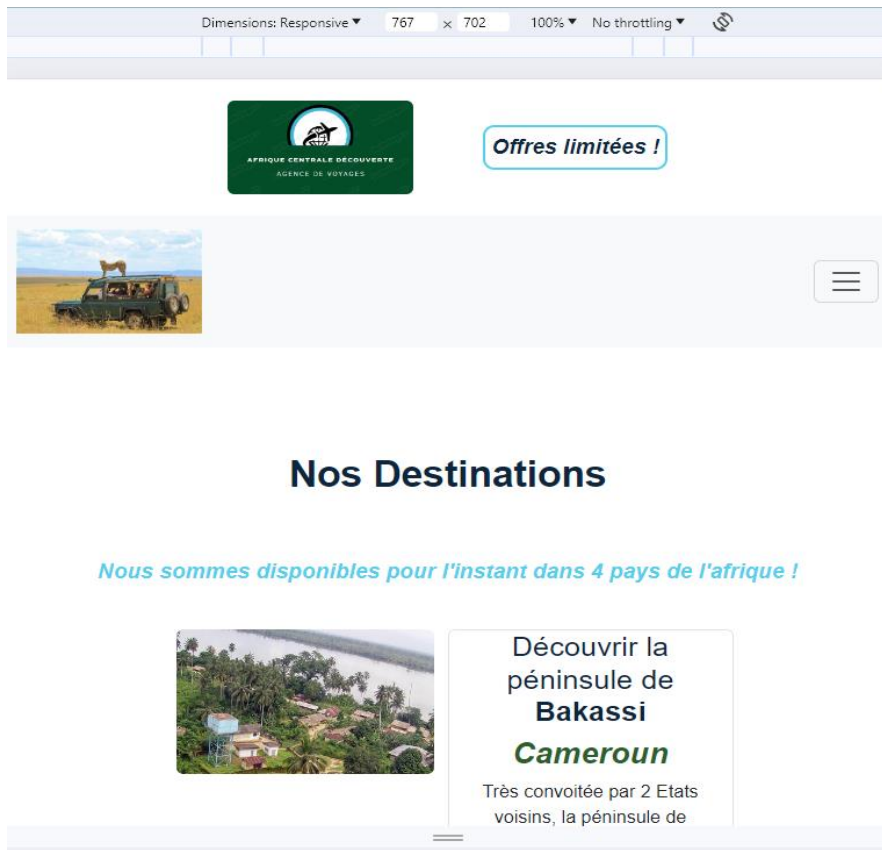 Dimensions: Responsive 767 × 702 100% No throttling
AFRIQUE CENTRALE DÉCOUVERTE
AGENCE DE VOYAGES
Offres limitées !
Nos Destinations
Nous sommes disponibles pour l'instant dans 4 pays de l'afrique !
Découvrir la
péninsule de
Bakassi
Cameroun
Très convoitée par 2 Etats
voisins, la péninsule de